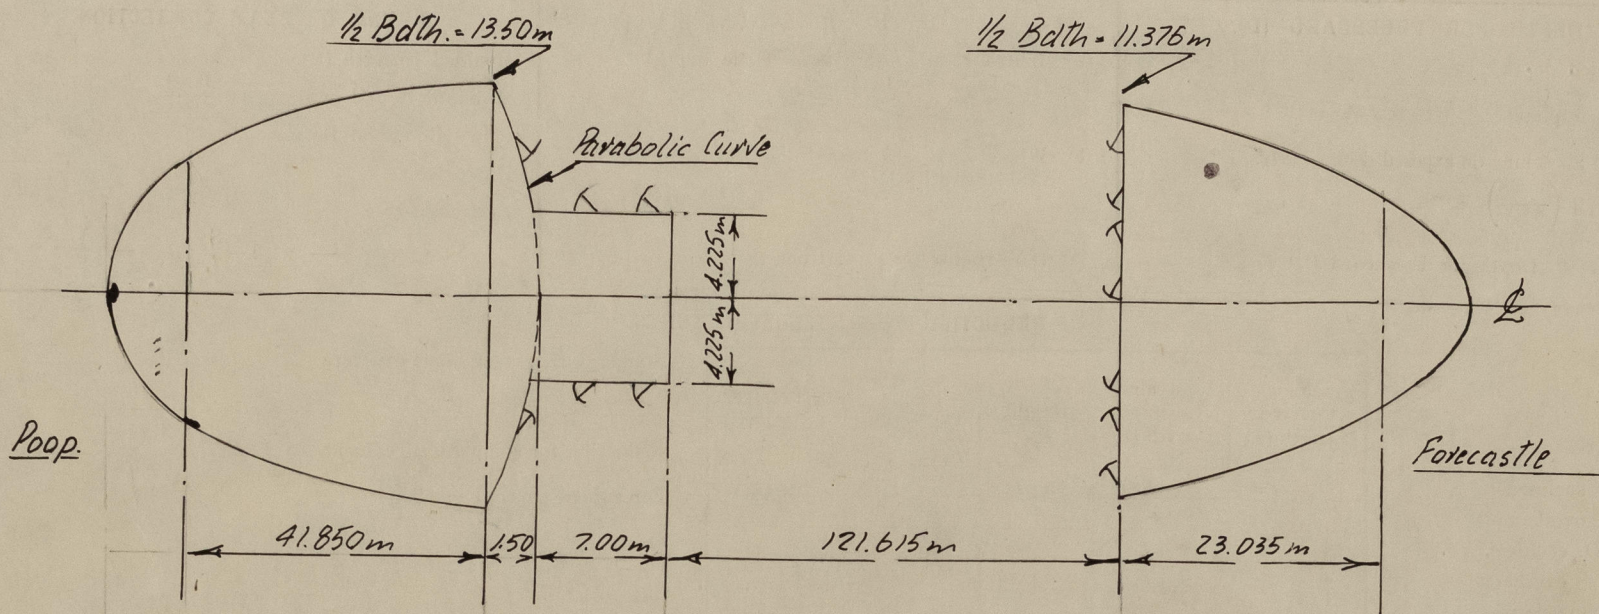 ½ Bdth. = 13.50m
½ Bdth = 11.376m
Parabolic Curve
4.225m
4.225m
℄
Poop.
Forecastle
41.850m
1.50
7.00m
121.615m
23.035m